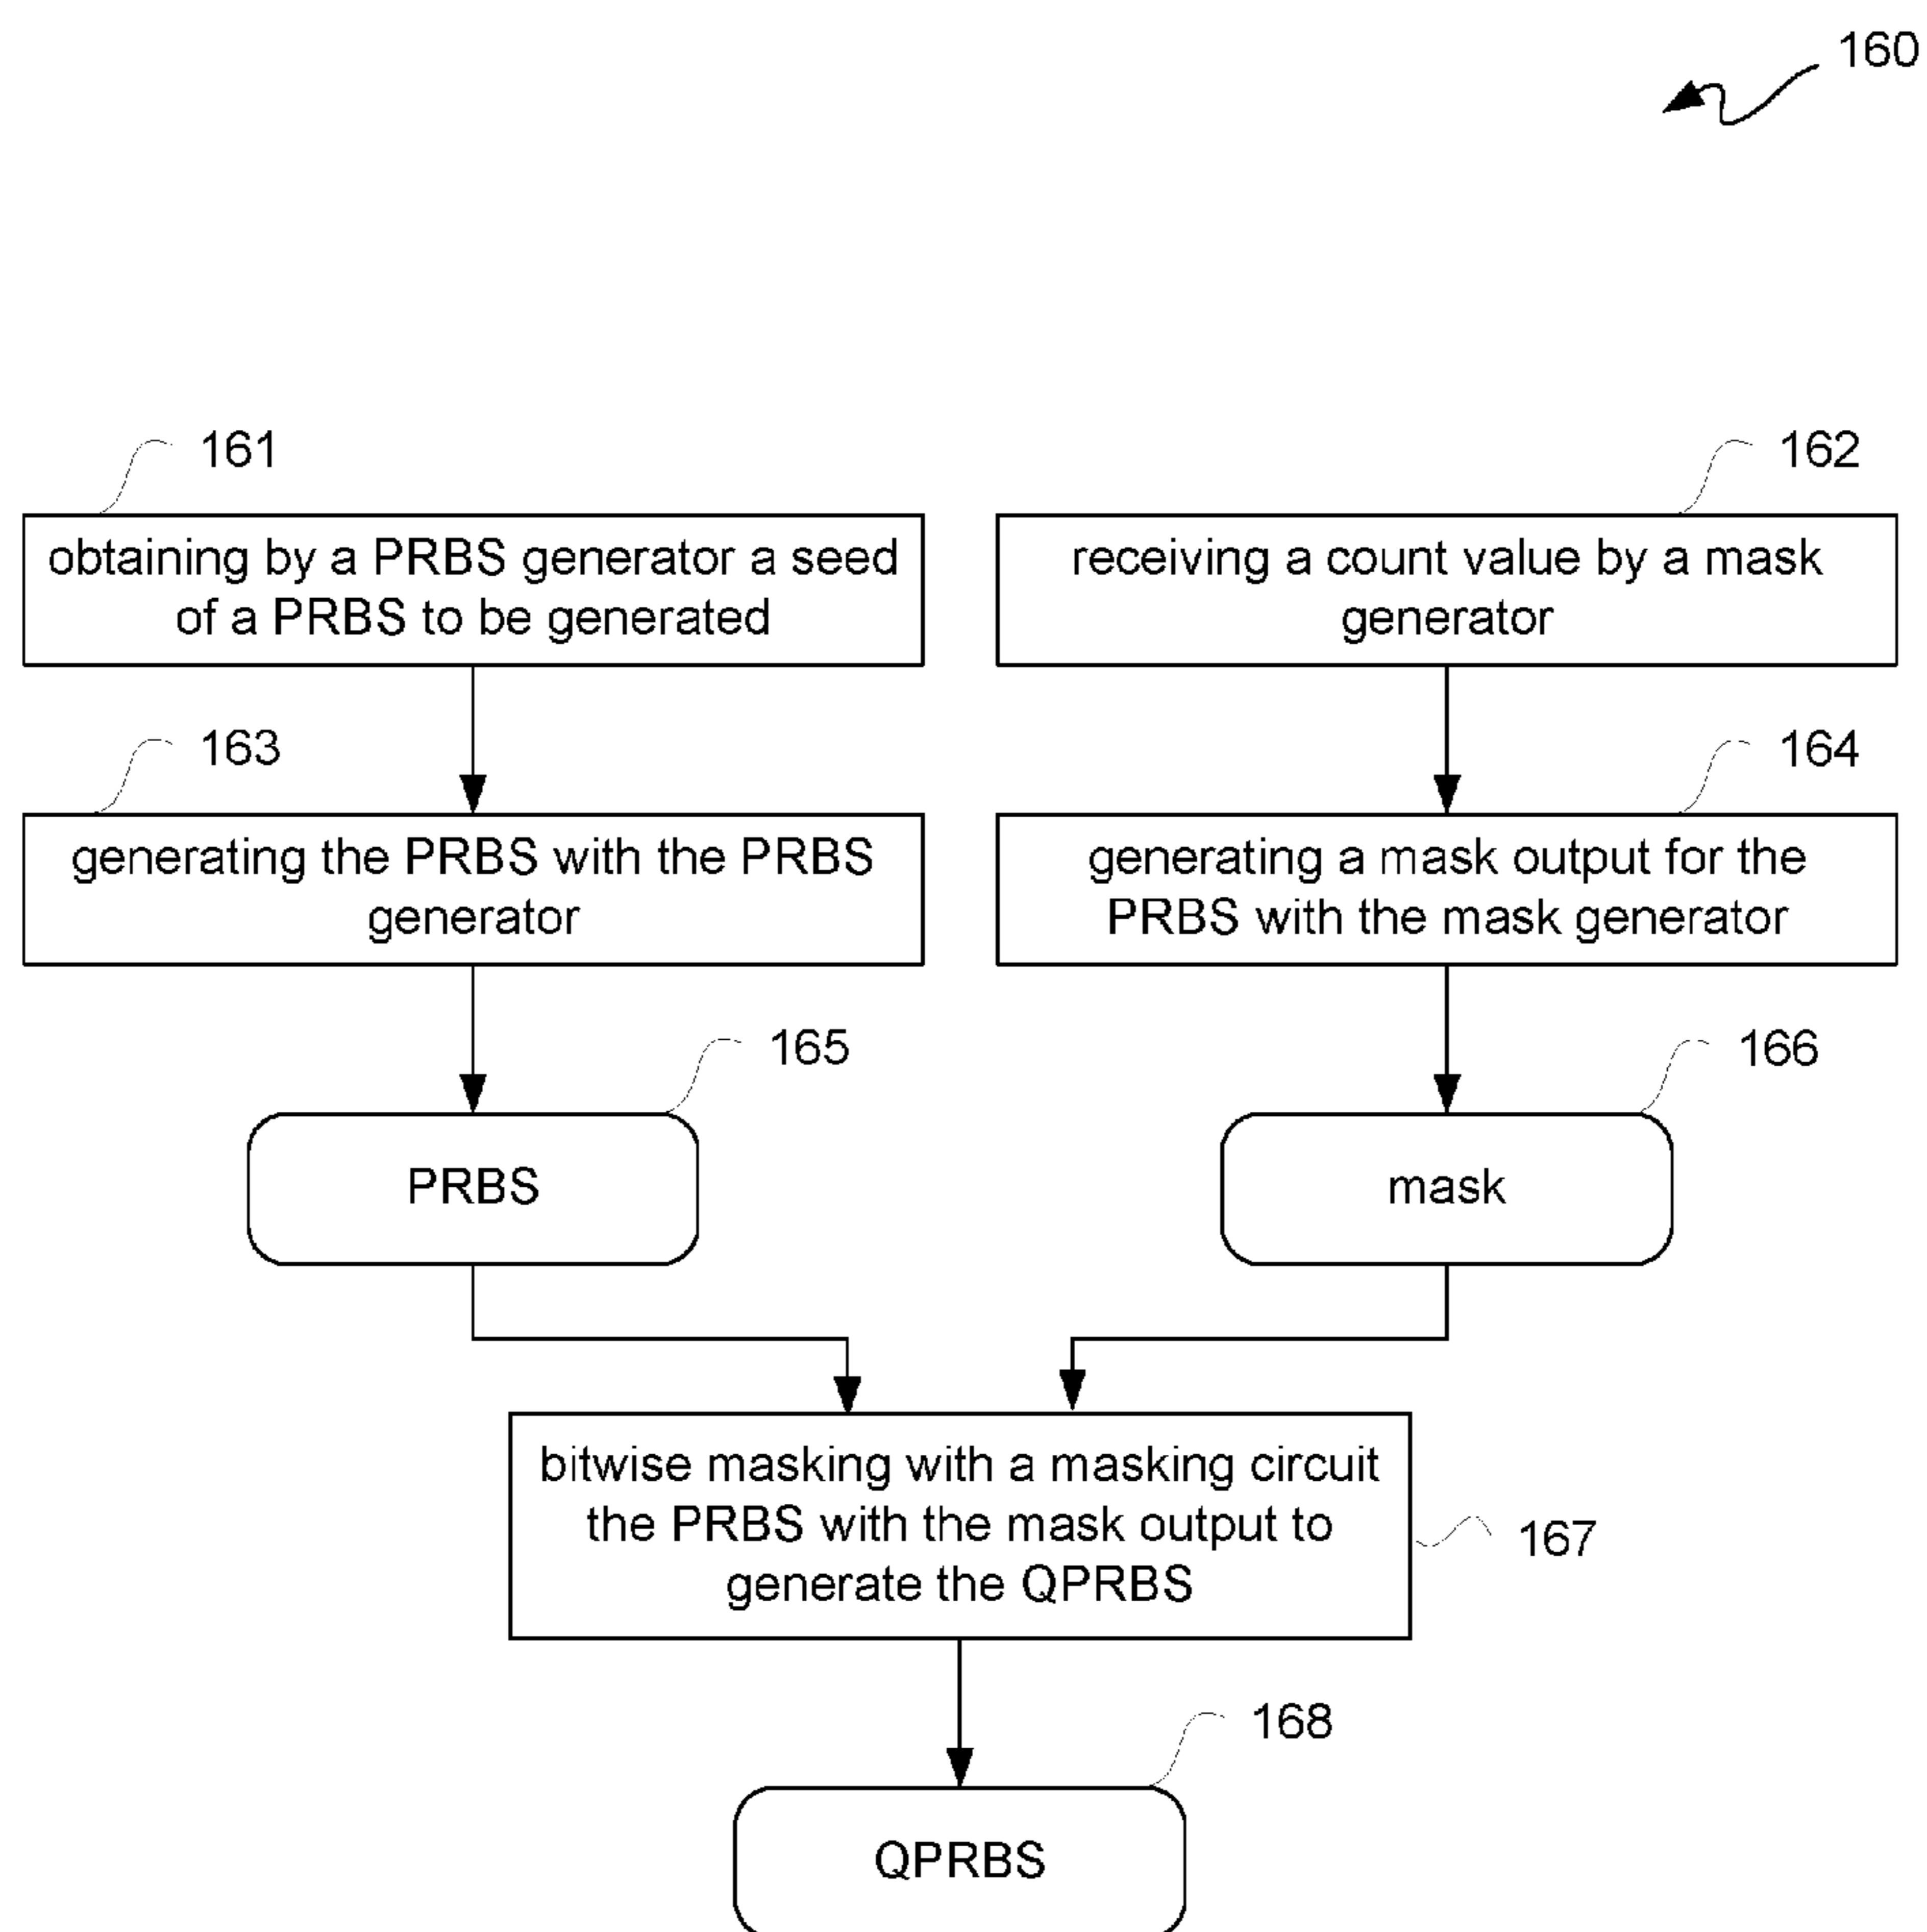 160
161
obtaining by a PRBS generator a seed
of a PRBS to be generated
162
receiving a count value by a mask
generator
163
generating the PRBS with the PRBS
generator
164
generating a mask output for the
PRBS with the mask generator
165
PRBS
166
mask
bitwise masking with a masking circuit
the PRBS with the mask output to
generate the QPRBS
167
168
QPRBS